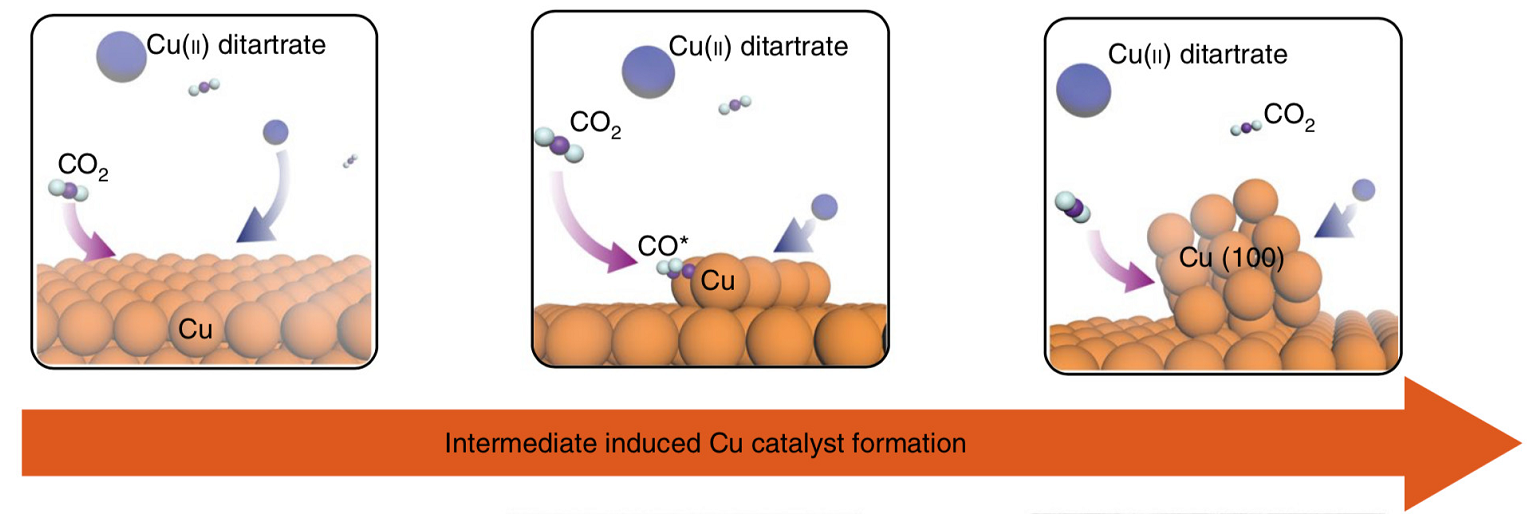 Cu(II) ditartrate
CO2
Cu
Cu(II) ditartrate
CO2
CO*
Cu
Cu(II) ditartrate
CO2
Cu (100)
Intermediate induced Cu catalyst formation